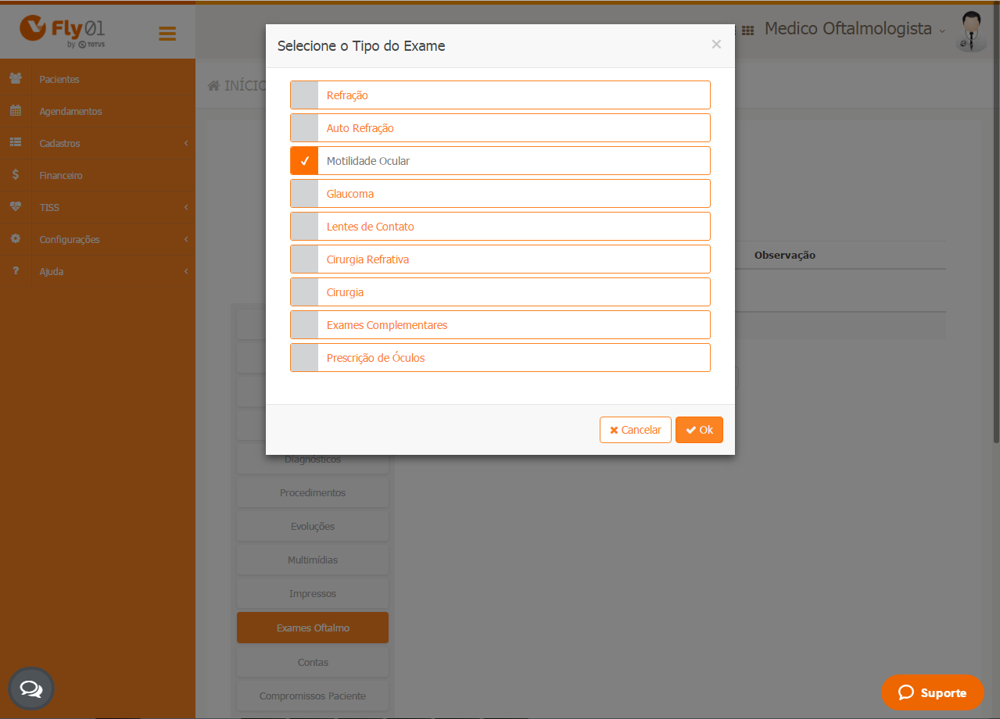 Fly01
by TOTVS
Medico Oftalmologista
Pacientes
Agendamentos
Cadastros
Financeiro
TISS
Configurações
Ajuda
INÍCIO
Selecione o Tipo do Exame
Refração
Auto Refração
Motilidade Ocular
Glaucoma
Lentes de Contato
Cirurgia Refrativa
Cirurgia
Exames Complementares
Prescrição de Óculos
Cancelar
Ok
Observação
Diagnósticos
Procedimentos
Evoluções
Multimídias
Impressos
Exames Oftalmo
Contas
Compromissos Paciente
Suporte